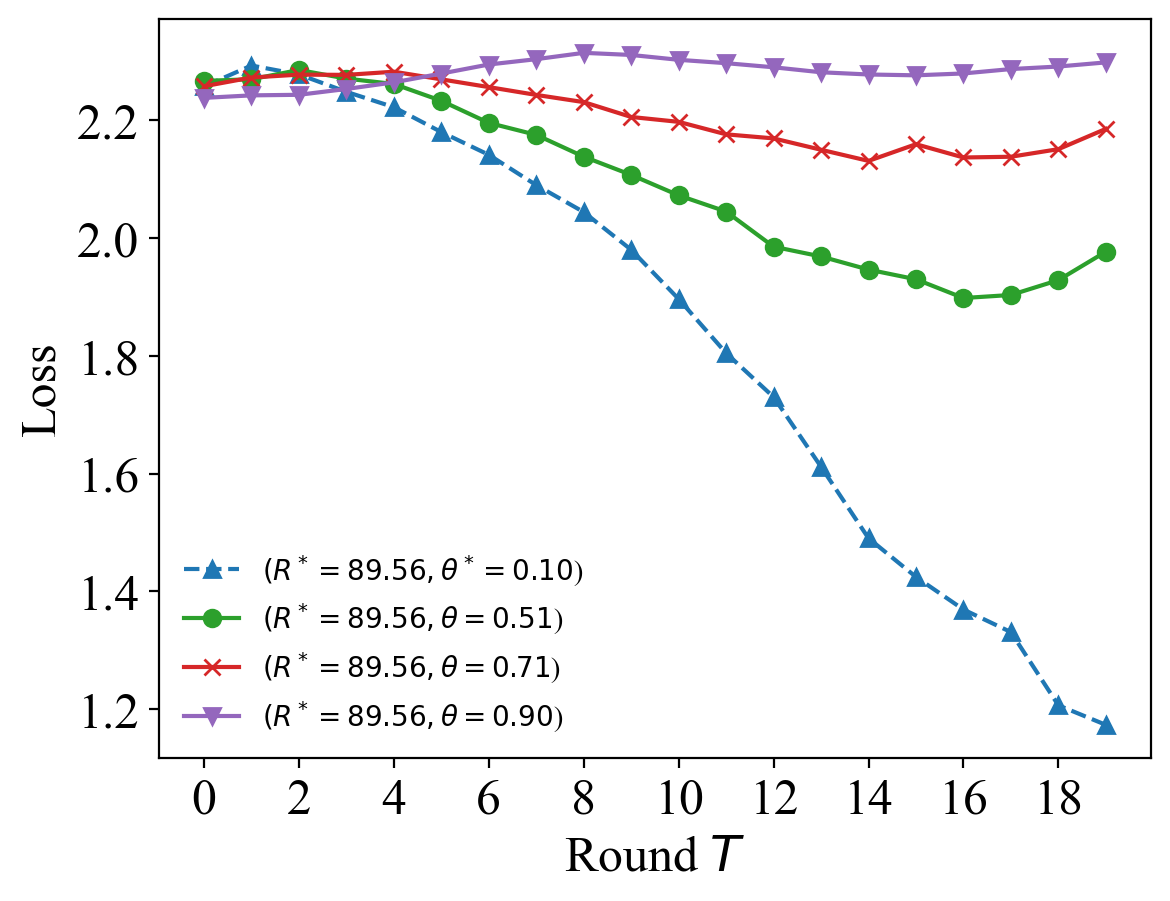 2.2
2.0
1.8
1.6
1.4
1.2
Loss
(R* = 89.56, θ* = 0.10)
(R* = 89.56, θ = 0.51)
(R* = 89.56, θ = 0.71)
(R* = 89.56, θ = 0.90)
0 2 4 6 8 10 12 14 16 18
Round T